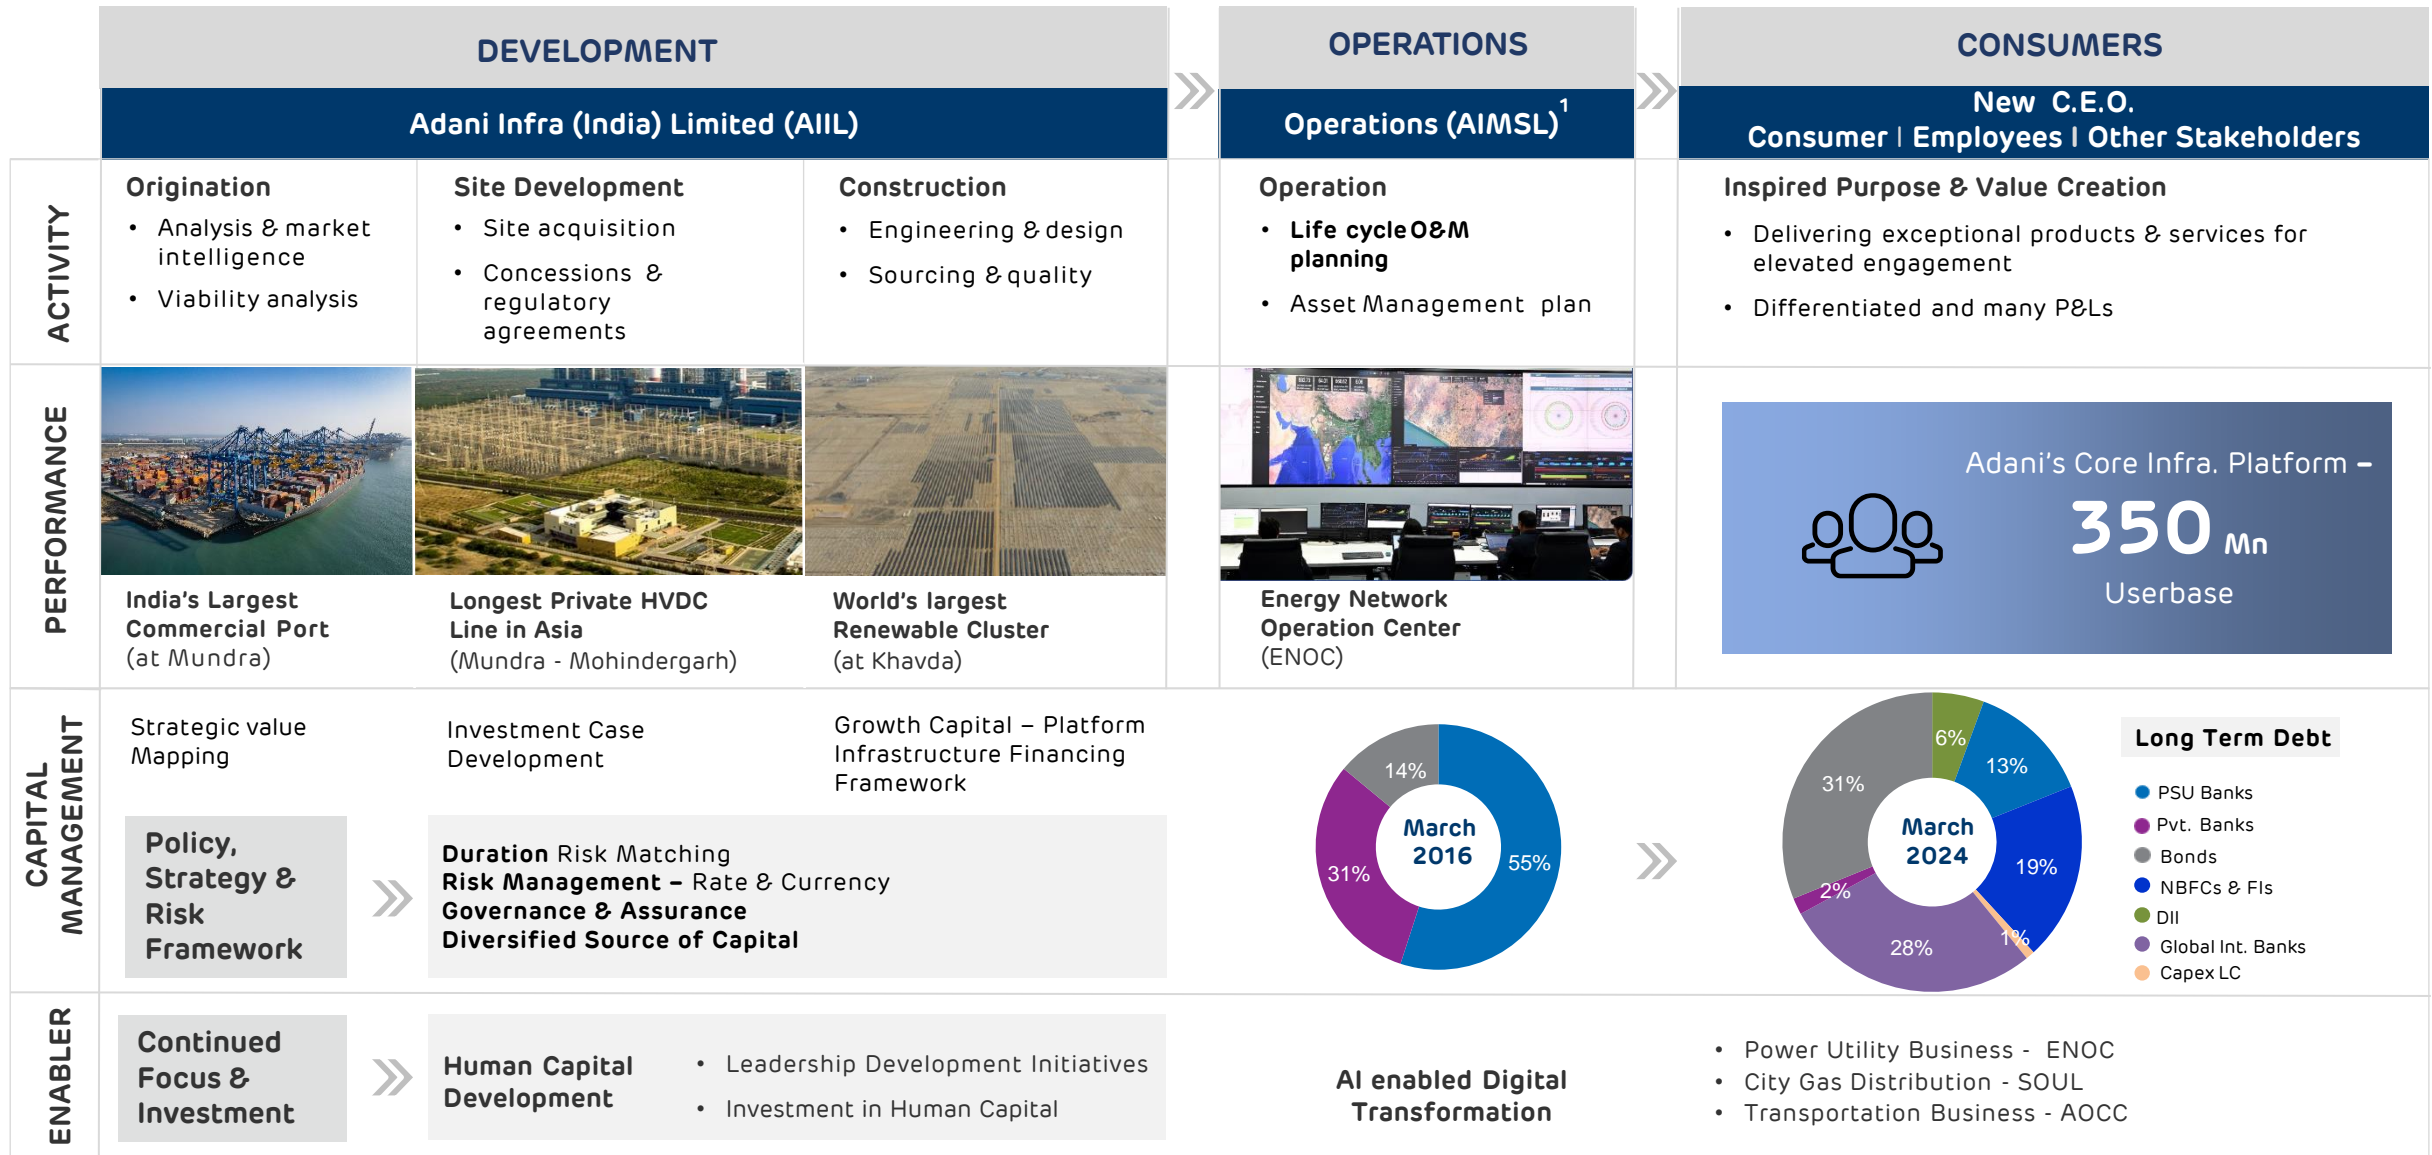 DEVELOPMENT
OPERATIONS
CONSUMERS
Adani Infra (India) Limited (AIIL)
Operations (AIMSL)1
New C.E.O.
Consumer | Employees I Other Stakeholders
ACTIVITY
Origination
• Analysis & market
intelligence
• Viability analysis
Site Development
• Site acquisition
• Concessions &
regulatory
agreements
Construction
• Engineering & design
• Sourcing & quality
Operation
• Life cycle O&M
planning
• Asset Management plan
Inspired Purpose & Value Creation
• Delivering exceptional products & services for
elevated engagement
• Differentiated and many P&Ls
PERFORMANCE
India's Largest
Commercial Port
(at Mundra)
Longest Private HVDC
Line in Asia
(Mundra - Mohindergarh)
World's largest
Renewable Cluster
(at Khavda)
Energy Network
Operation Center
(ENOC)
Adani's Core Infra. Platform –
350 Mn
Userbase
CAPITAL
MANAGEMENT
Strategic value
Mapping
Investment Case
Development
Growth Capital – Platform
Infrastructure Financing
Framework
Policy,
Strategy &
Risk
Framework
Duration Risk Matching
Risk Management – Rate & Currency
Governance & Assurance
Diversified Source of Capital
14%
31%
55%
March
2016
6%
13%
31%
19%
2%
28%
1%
March
2024
Long Term Debt
PSU Banks
Pvt. Banks
Bonds
NBFCs & FIs
DII
Global Int. Banks
Capex LC
ENABLER
Continued
Focus &
Investment
Human Capital
Development
• Leadership Development Initiatives
• Investment in Human Capital
AI enabled Digital
Transformation
• Power Utility Business - ENOC
• City Gas Distribution - SOUL
• Transportation Business - AOCC